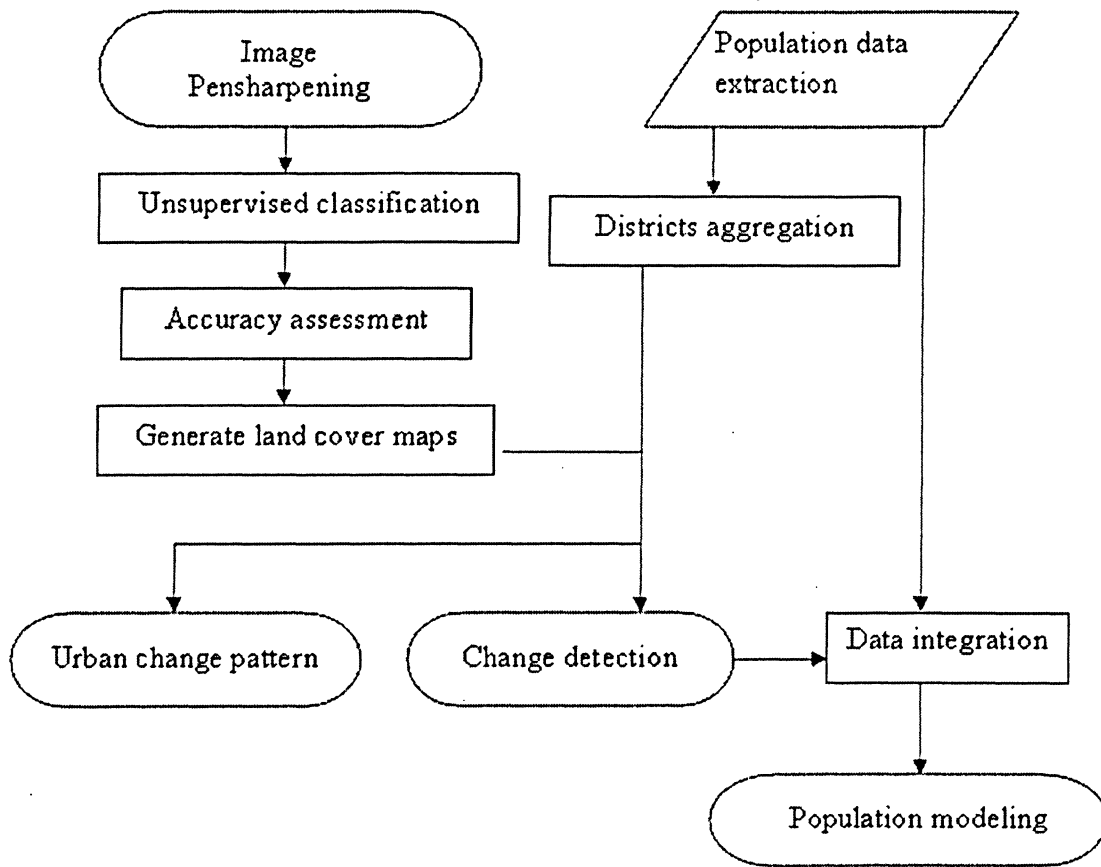 Image
Pensharpening
Population data
extraction
Unsupervised classification
Districts aggregation
Accuracy assessment
Generate land cover maps
Urban change pattern
Change detection
Data integration
Population modeling